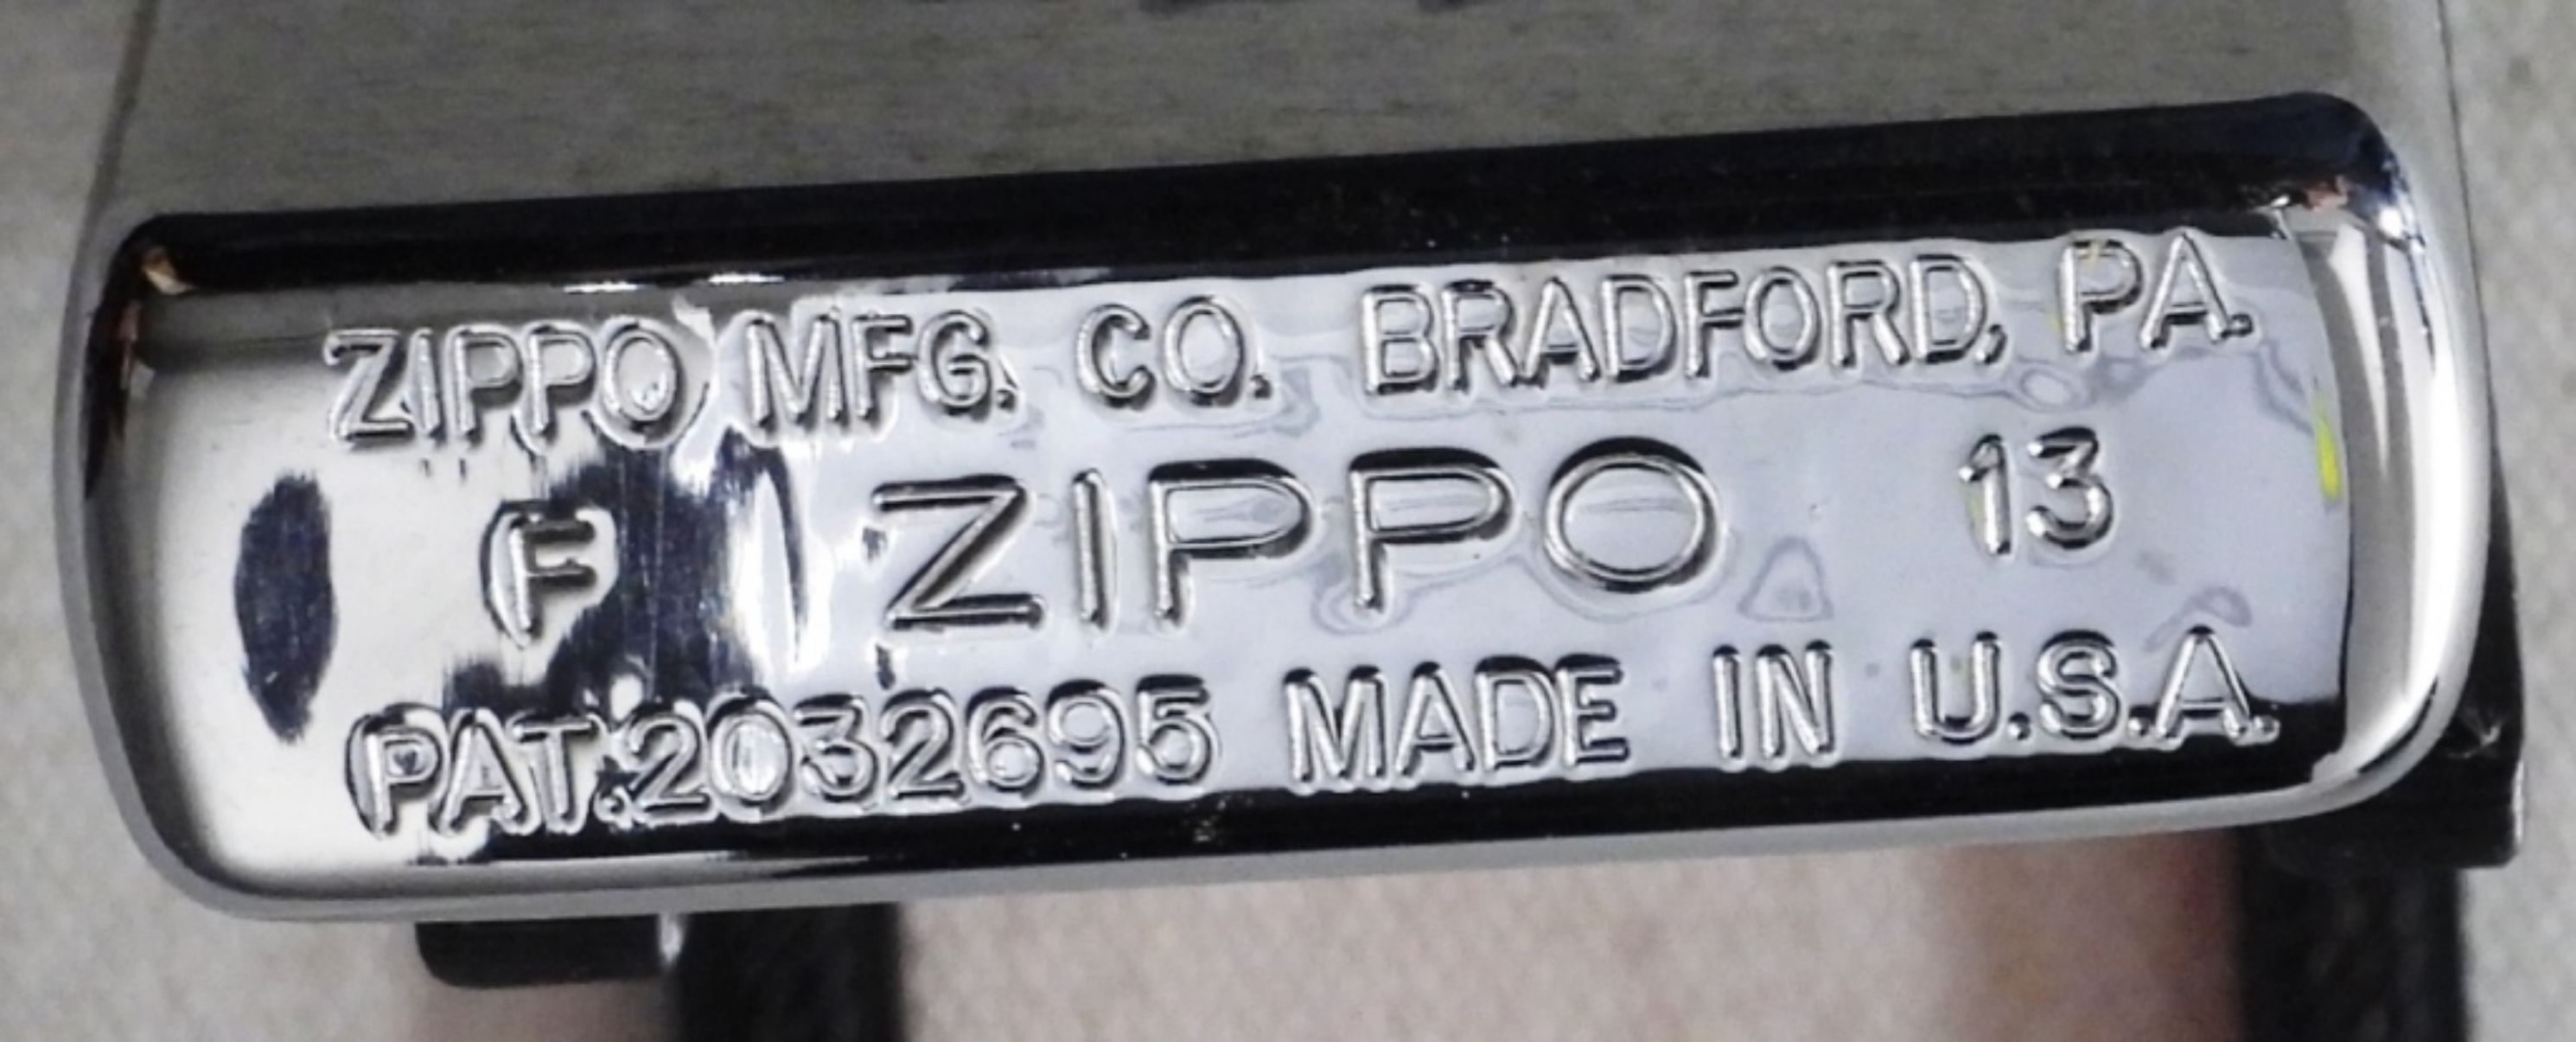 ZIPPO MFG. CO. BRADFORD, PA.
F ZIPPO 13
PAT.2032695 MADE IN U.S.A.